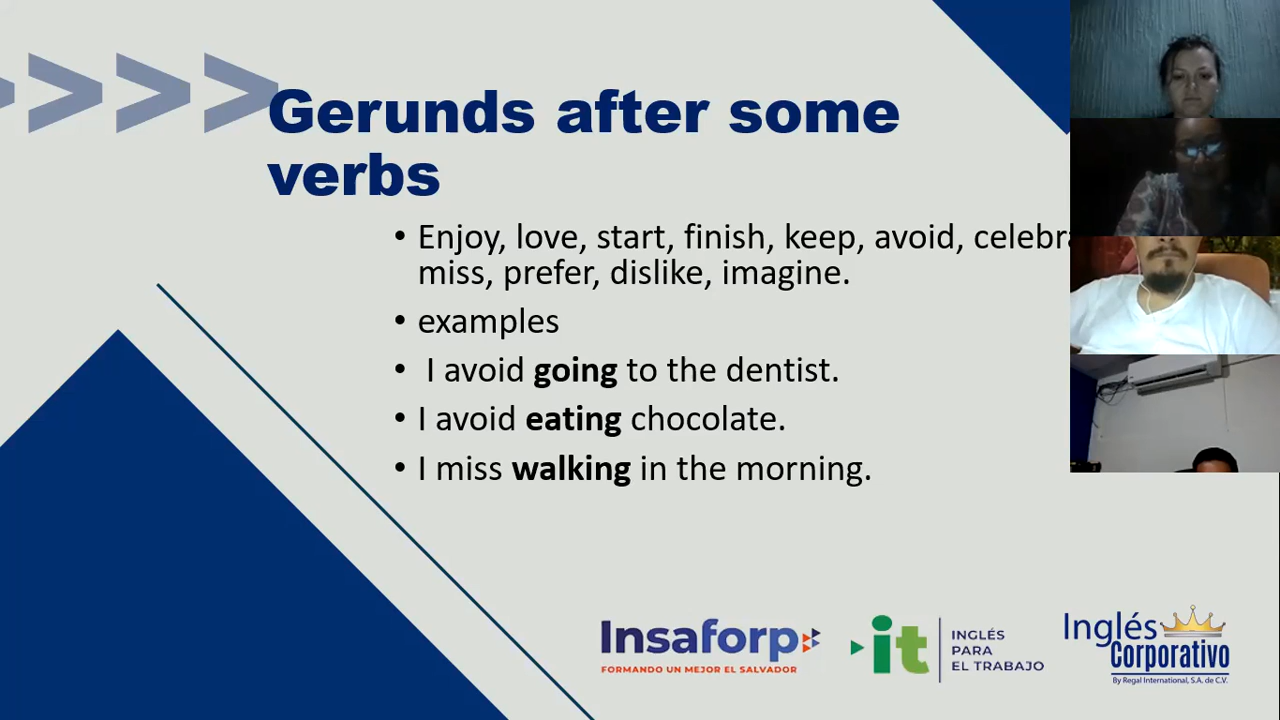 Gerunds after some
verbs
• Enjoy, love, start, finish, keep, avoid,
miss, prefer, dislike, imagine.
• examples
• I avoid going to the dentist.
• I avoid eating chocolate.
• I miss walking in the morning.
Insaforp
FORMANDO UN MEJOR EL SALVADOR
it
INGLÉS
PARA
EL TRABAJO
Inglés
Corporativo
By Regal International, S.A. de C.V.